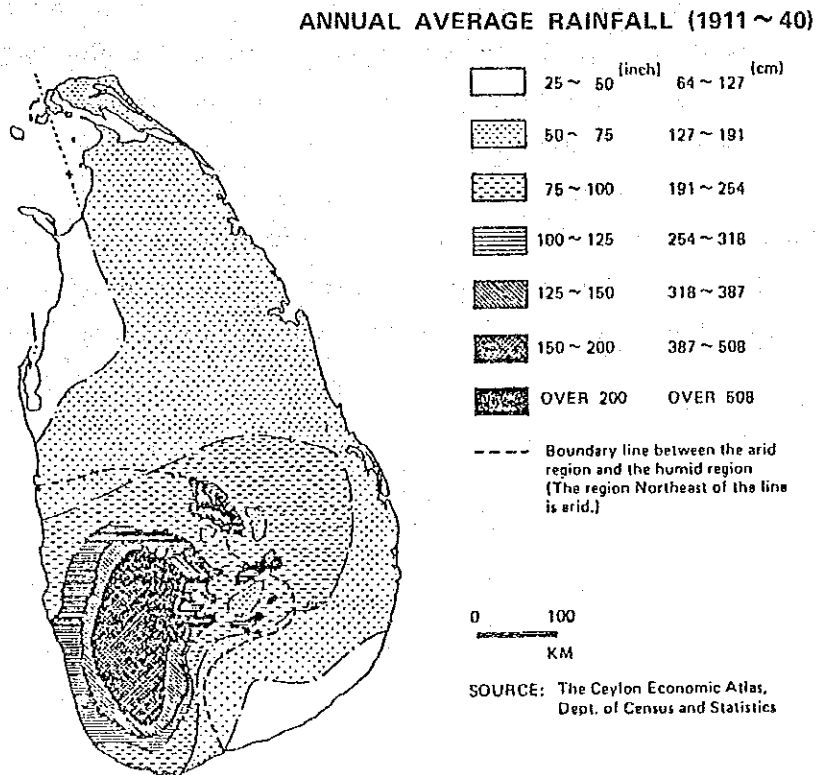 ANNUAL AVERAGE RAINFALL (1911 ~ 40)
(inch) (cm)
25 ~ 50 64 ~ 127
50 ~ 75 127 ~ 191
75 ~ 100 191 ~ 254
100 ~ 125 254 ~ 318
125 ~ 150 318 ~ 387
150 ~ 200 387 ~ 508
OVER 200 OVER 508
Boundary line between the arid
region and the humid region
(The region Northeast of the line
is arid.)
0 100
KM
SOURCE: The Ceylon Economic Atlas,
Dept. of Census and Statistics